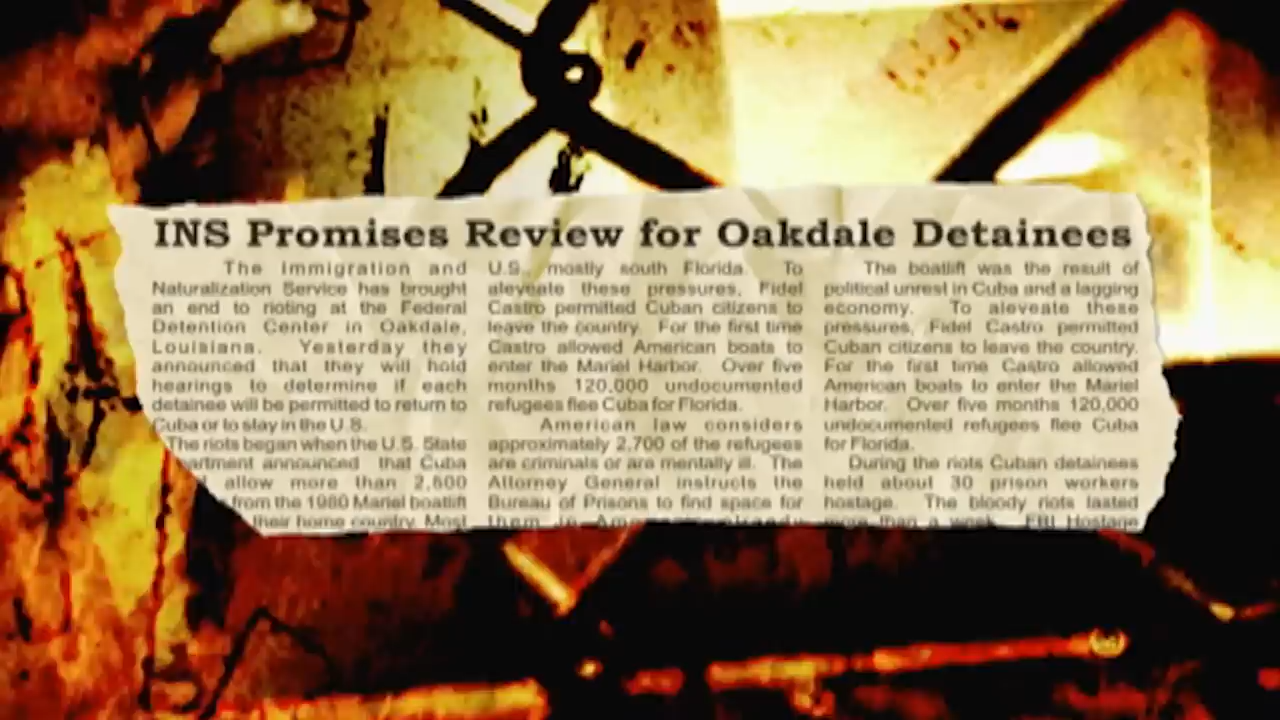 INS Promises Review for Oakdale Detainees
The Immigration and
Naturalization Service has brought
an end to rioting at the Federal
Detention Center in Oakdale,
Louisiana. Yesterday they
announced that they will hold
hearings to determine if each
detainee will be permitted to return to
Cuba or to stay in the U.S.
The riots began when the U.S. State
artment announced that Cuba
allow more than 2,500
from the 1980 Mariel boatlift
their home country. Most
U.S., mostly south Florida. To
aleveate these pressures, Fidel
Castro permitted Cuban citizens to
leave the country. For the first time
Castro allowed American boats to
enter the Mariel Harbor. Over five
months 120,000 undocumented
refugees flee Cuba for Florida.
American law considers
approximately 2,700 of the refugees
are criminals or are mentally ill. The
Attorney General instructs the
Bureau of Prisons to find space for
them in
The boatlift was the result of
political unrest in Cuba and a lagging
economy. To aleveate these
pressures, Fidel Castro permitted
Cuban citizens to leave the country.
For the first time Castro allowed
American boats to enter the Mariel
Harbor. Over five months 120,000
undocumented refugees flee Cuba
for Florida.
During the riots Cuban detainees
held about 30 prison workers
hostage. The bloody riots lasted
more than a week. FBI Hostage